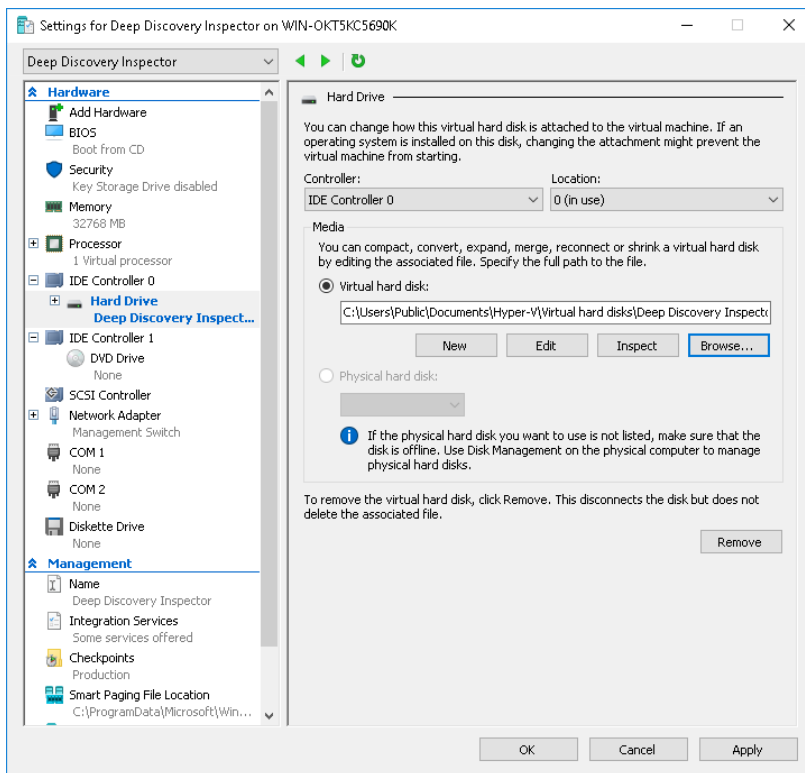 Settings for Deep Discovery Inspector on WIN-OKT5KC5690K
Deep Discovery Inspector
Hardware
Add Hardware
BIOS
Boot from CD
Security
Key Storage Drive disabled
Memory
32768 MB
Processor
1 Virtual processor
IDE Controller 0
Hard Drive
Deep Discovery Inspect...
IDE Controller 1
DVD Drive
None
SCSI Controller
Network Adapter
Management Switch
COM 1
None
COM 2
None
Diskette Drive
None
Management
Name
Deep Discovery Inspector
Integration Services
Some services offered
Checkpoints
Production
Smart Paging File Location
C:\ProgramData\Microsoft\Win...
Hard Drive
You can change how this virtual hard disk is attached to the virtual machine. If an
operating system is installed on this disk, changing the attachment might prevent the
virtual machine from starting.
Controller:
Location:
IDE Controller 0
0 (in use)
Media
You can compact, convert, expand, merge, reconnect or shrink a virtual hard disk
by editing the associated file. Specify the full path to the file.
Virtual hard disk:
C:\Users\Public\Documents\Hyper-V\Virtual hard disks\Deep Discovery Inspecto
New
Edit
Inspect
Browse...
Physical hard disk:
If the physical hard disk you want to use is not listed, make sure that the
disk is offline. Use Disk Management on the physical computer to manage
physical hard disks.
To remove the virtual hard disk, click Remove. This disconnects the disk but does not
delete the associated file.
Remove
OK
Cancel
Apply